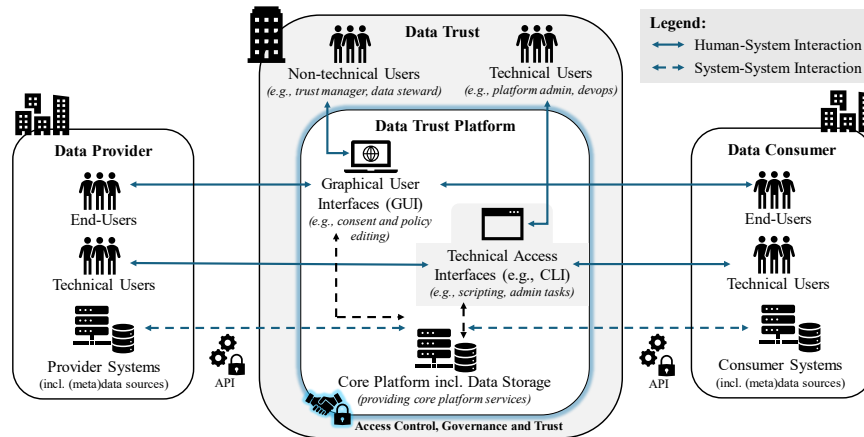 Data Trust
Legend:
Human-System Interaction
System-System Interaction
Non-technical Users
(e.g., trust manager, data steward)
Technical Users
(e.g., platform admin, devops)
Data Trust Platform
Data Provider
Data Consumer
End-Users
Graphical User
Interfaces (GUI)
(e.g., consent and policy
editing)
End-Users
Technical Users
Technical Access
Interfaces (e.g., CLI)
(e.g., scripting, admin tasks)
Technical Users
Provider Systems
(incl. (meta)data sources)
API
Core Platform incl. Data Storage
(providing core platform services)
API
Consumer Systems
(incl. (meta)data sources)
Access Control, Governance and Trust